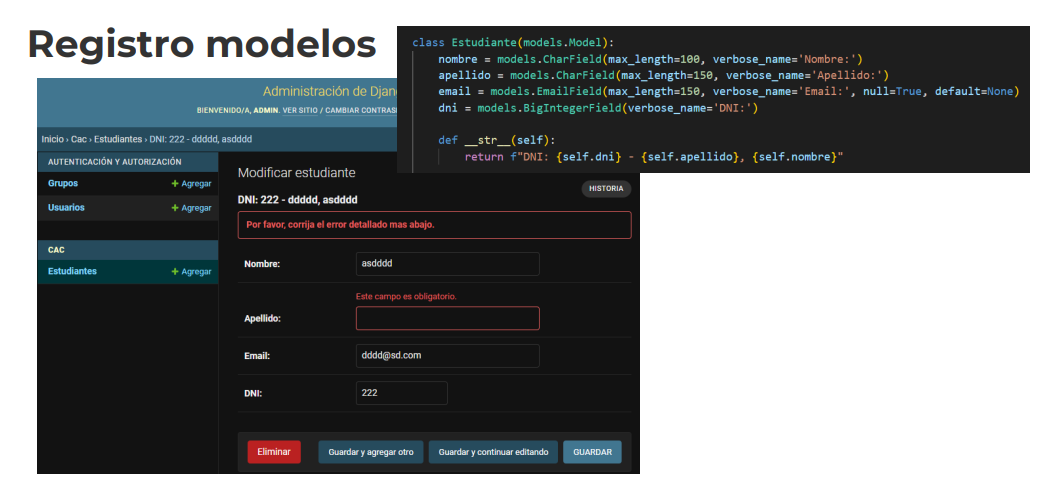 Registro modelos
class Estudiante(models.Model):
    nombre = models.CharField(max_length=100, verbose_name='Nombre:')
    apellido = models.CharField(max_length=150, verbose_name='Apellido:')
    email = models.EmailField(max_length=150, verbose_name='Email:', null=True, default=None)
    dni = models.BigIntegerField(verbose_name='DNI:')
    def __str__(self):
        return f"DNI: {self.dni} - {self.apellido}, {self.nombre}"
Administración de Djan
BIENVENIDO/A, ADMIN. VER SITIO / CAMBIAR CONTRAS
Inicio › Cac › Estudiantes › DNI: 222 - ddddd, asdddd
AUTENTICACIÓN Y AUTORIZACIÓN
Grupos + Agregar
Usuarios + Agregar
CAC
Estudiantes + Agregar
Modificar estudiante
HISTORIA
DNI: 222 - ddddd, asdddd
Por favor, corrija el error detallado mas abajo.
Nombre: asdddd
Este campo es obligatorio.
Apellido:
Email: dddd@sd.com
DNI: 222
Eliminar Guardar y agregar otro Guardar y continuar editando GUARDAR